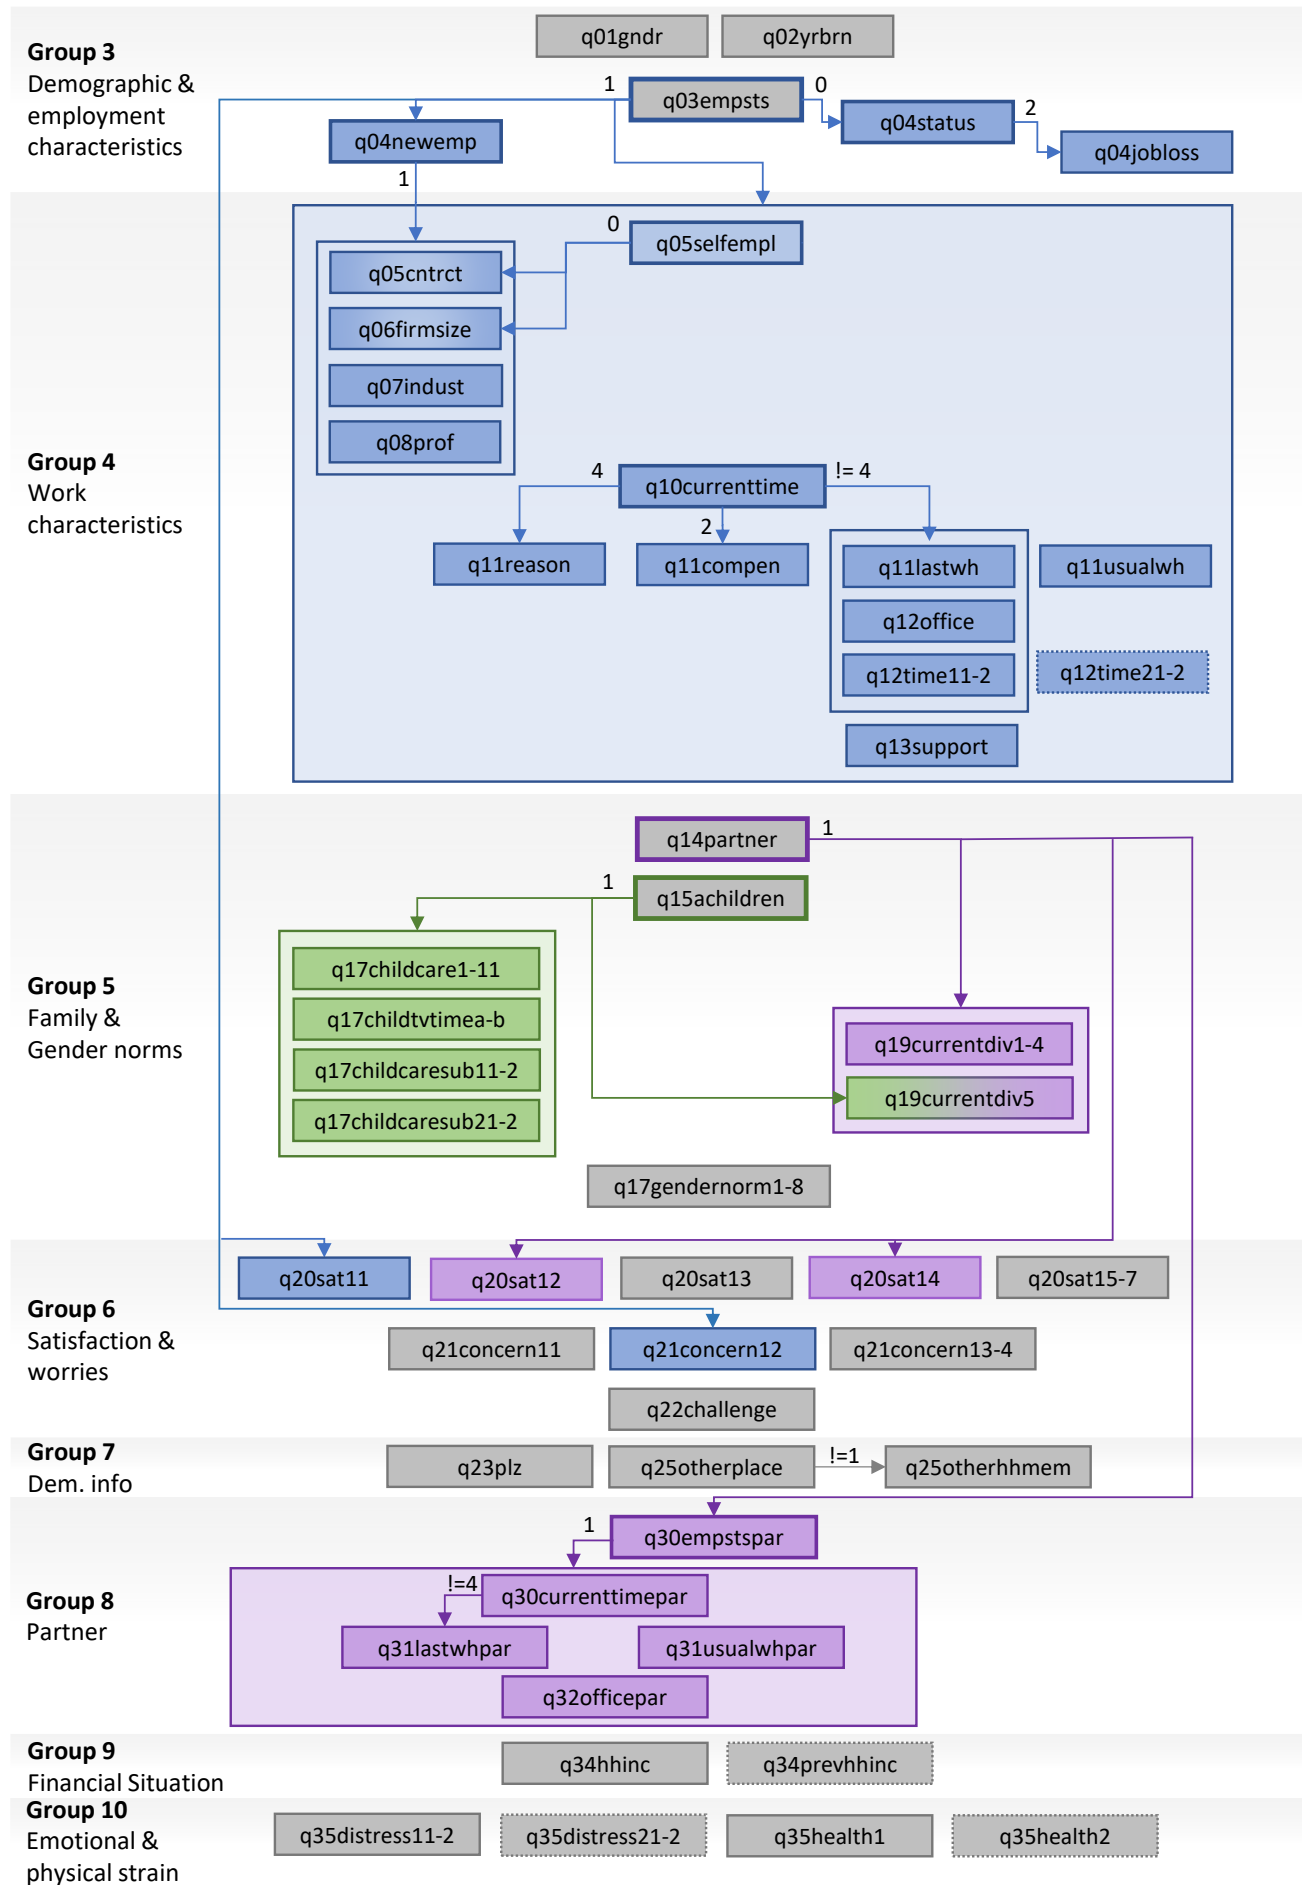 q01gndr
q02yrbrn
Group 3
Demographic &
employment
characteristics
1
q03empsts
0
q04newemp
q04status
2
q04jobloss
1
0
q05selfempl
q05cntrct
q06firmsize
q07indust
q08prof
Group 4
Work
characteristics
4
q10currenttime
!= 4
2
q11reason
q11compen
q11lastwh
q11usualwh
q12office
q12time11-2
q12time21-2
q13support
q14partner
1
1
q15achildren
q17childcare1-11
q17childtvtimea-b
q17childcaresub11-2
q17childcaresub21-2
Group 5
Family &
Gender norms
q19currentdiv1-4
q19currentdiv5
q17gendernorm1-8
q20sat11
q20sat12
q20sat13
q20sat14
q20sat15-7
Group 6
Satisfaction &
worries
q21concern11
q21concern12
q21concern13-4
q22challenge
Group 7
Dem. info
q23plz
q25otherplace
!=1
q25otherhhmem
1
q30empstspar
Group 8
Partner
!=4
q30currenttimepar
q31lastwhpar
q31usualwhpar
q32officepar
Group 9
Financial Situation
q34hhinc
q34prevhhinc
Group 10
Emotional &
physical strain
q35distress11-2
q35distress21-2
q35health1
q35health2